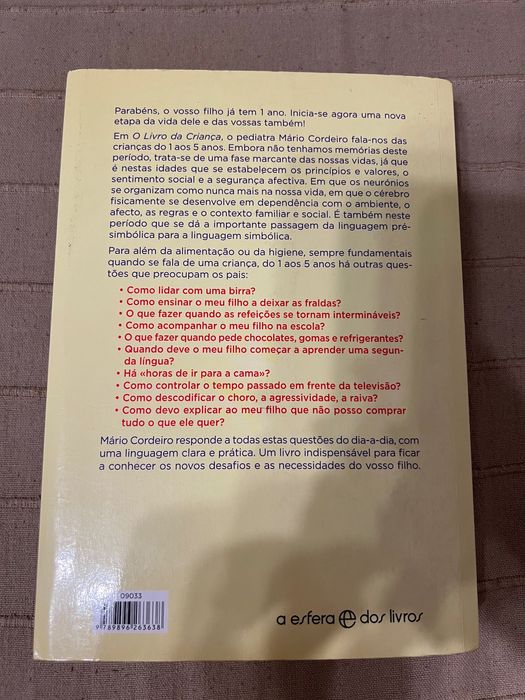 Parabéns, o vosso filho já tem 1 ano. Inicia-se agora uma nova
etapa da vida dele e das vossas também!
Em O Livro da Criança, o pediatra Mário Cordeiro fala-nos das
crianças do 1 aos 5 anos. Embora não tenhamos memórias deste
período, trata-se de uma fase marcante das nossas vidas, já que
é nestas idades que se estabelecem os princípios e valores, o
sentimento social e a segurança afectiva. Em que os neurónios
se organizam como nunca mais na nossa vida, em que o cérebro
fisicamente se desenvolve em dependência com o ambiente, o
afecto, as regras e o contexto familiar e social. É também neste
período que se dá a importante passagem da linguagem pré-
simbólica para a linguagem simbólica.
Para além da alimentação ou da higiene, sempre fundamentais
quando se fala de uma criança, do 1 aos 5 anos há outras ques-
tões que preocupam os pais:
• Como lidar com uma birra?
• Como ensinar o meu filho a deixar as fraldas?
• O que fazer quando as refeições se tornam intermináveis?
• Como acompanhar o meu filho na escola?
• O que fazer quando pede chocolates, gomas e refrigerantes?
• Quando deve o meu filho começar a aprender uma segun-
da língua?
• Há «horas de ir para a cama»?
• Como controlar o tempo passado em frente da televisão?
• Como descodificar o choro, a agressividade, a raiva?
• Como devo explicar ao meu filho que não posso comprar
tudo o que ele quer?
Mário Cordeiro responde a todas estas questões do dia-a-dia, com
uma linguagem clara e prática. Um livro indispensável para ficar
a conhecer os novos desafios e as necessidades do vosso filho.
09033
9789896263638
a esfera dos livros